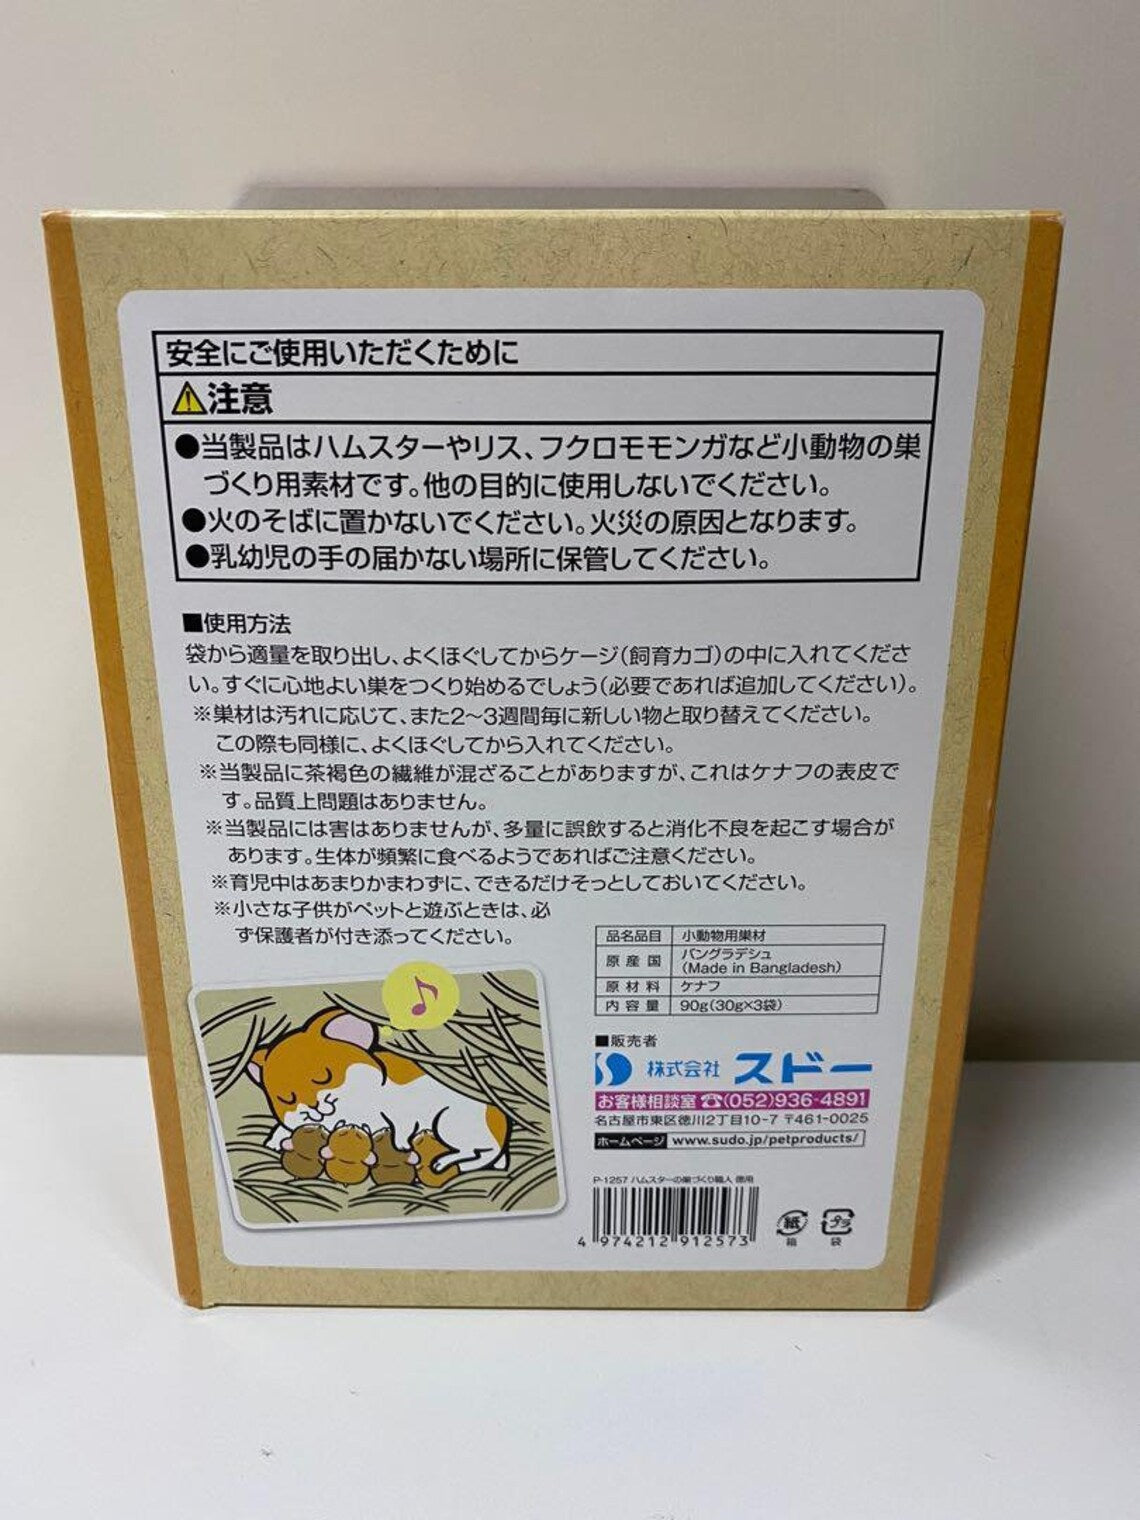 安全にご使用いただくために
⚠注意
●当製品はハムスターやリス、フクロモモンガなど小動物の巣
づくり用素材です。他の目的に使用しないでください。
●火のそばに置かないでください。火災の原因となります。
●乳幼児の手の届かない場所に保管してください。
■使用方法
袋から適量を取り出し、よくほぐしてからケージ(飼育カゴ)の中に入れてくださ
い。すぐに心地よい巣をつくり始めるでしょう(必要であれば追加してください)。
※巣材は汚れに応じて、また2〜3週間毎に新しい物と取り替えてください。
この際も同様に、よくほぐしてから入れてください。
※当製品に茶褐色の繊維が混ざることがありますが、これはケナフの表皮で
す。品質上問題はありません。
※当製品には害はありませんが、多量に誤飲すると消化不良を起こす場合が
あります。生体が頻繁に食べるようであればご注意ください。
※育児中はあまりかまわずに、できるだけそっとしておいてください。
※小さな子供がペットと遊ぶときは、必
ず保護者が付き添ってください。
品名品目 小動物用巣材
原産国 バングラデシュ
(Made in Bangladesh)
原材料 ケナフ
内容量 90g(30g×3袋)
■販売者
株式会社 スドー
お客様相談室☎(052)936-4891
名古屋市東区徳川2丁目10-7 〒461-0025
ホームページ www.sudo.jp/petproducts/
P-1257 ハムスターの巣づくり職人 徳用
4 974212 912573
紙
箱
プラ
袋